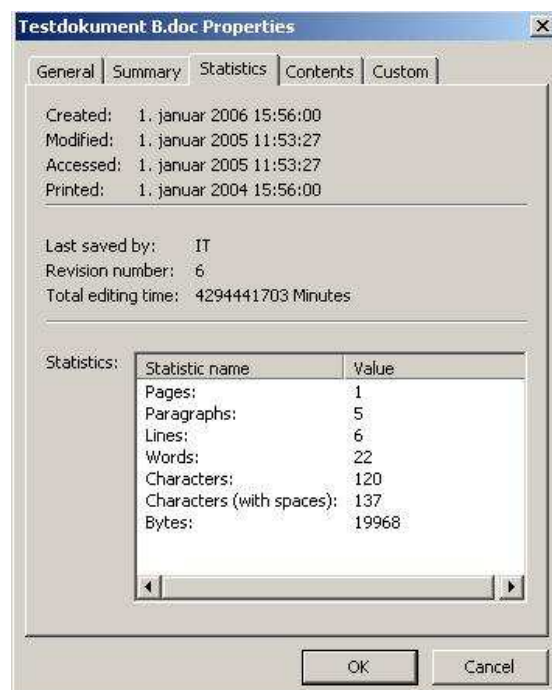 Testdokument B.doc Properties
General Summary Statistics Contents Custom
Created: 1. januar 2006 15:56:00
Modified: 1. januar 2005 11:53:27
Accessed: 1. januar 2005 11:53:27
Printed: 1. januar 2004 15:56:00
Last saved by: IT
Revision number: 6
Total editing time: 4294441703 Minutes
Statistics: Statistic name Value
Pages: 1
Paragraphs: 5
Lines: 6
Words: 22
Characters: 120
Characters (with spaces): 137
Bytes: 19968
OK Cancel